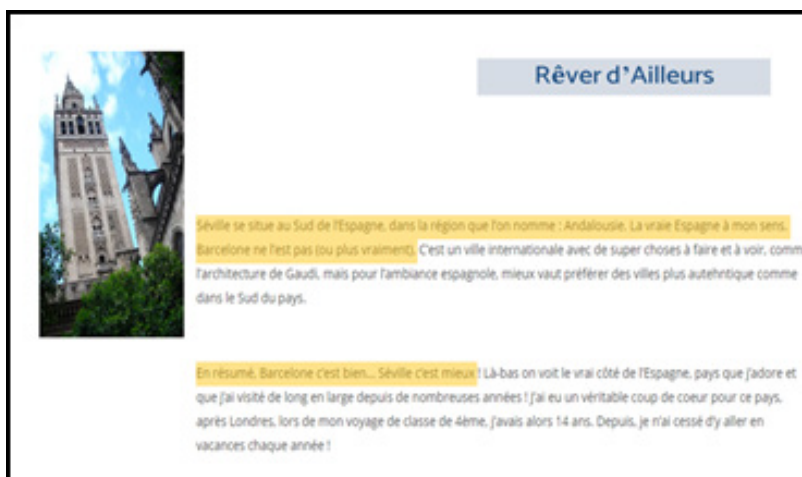 Rêver d'Ailleurs
Séville se situe au Sud de l'Espagne, dans la région que l'on nomme : Andalousie. La vraie Espagne à mon sens.
Barcelone ne l'est pas (ou plus vraiment). C'est un ville internationale avec de super choses à faire et à voir, comm
l'architecture de Gaudi, mais pour l'ambiance espagnole, mieux vaut préférer des villes plus autehntique comme
dans le Sud du pays.
En résumé, Barcelone c'est bien... Séville c'est mieux ! Là-bas on voit le vrai côté de l'Espagne, pays que j'adore et
que j'ai visité de long en large depuis de nombreuses années ! J'ai eu un véritable coup de coeur pour ce pays,
après Londres, lors de mon voyage de classe de 4ème, j'avais alors 14 ans. Depuis, je n'ai cessé d'y aller en
vacances chaque année !